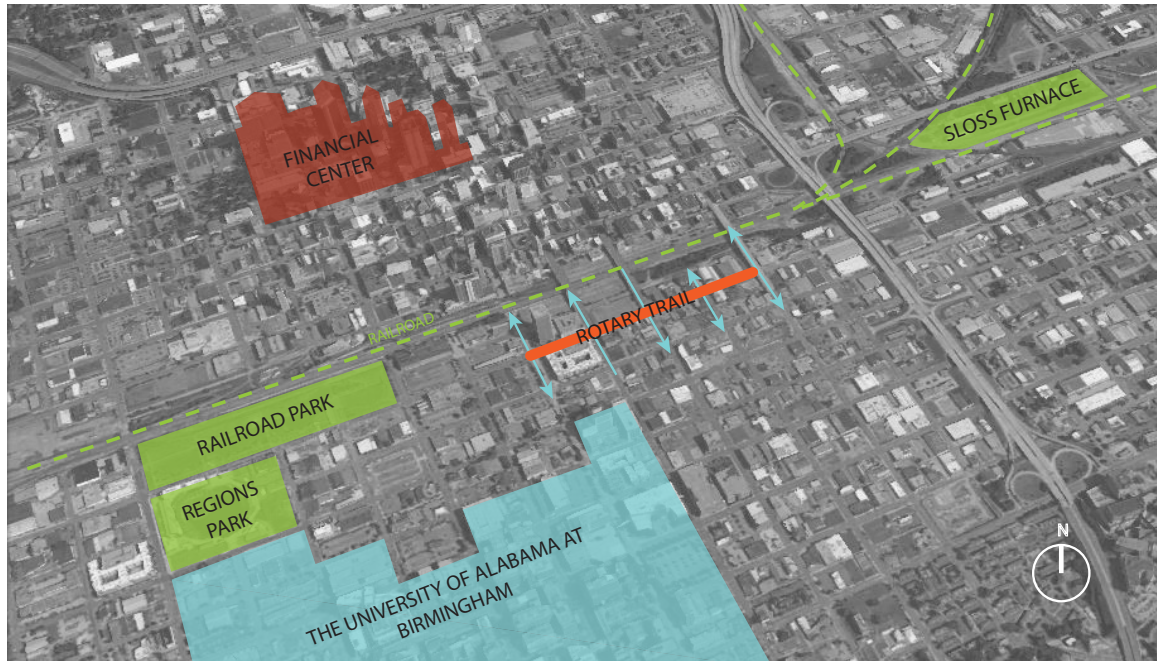 FINANCIAL
CENTER
SLOSS FURNACE
RAILROAD
ROTARY TRAIL
RAILROAD PARK
REGIONS
PARK
THE UNIVERSITY OF ALABAMA AT
BIRMINGHAM
N